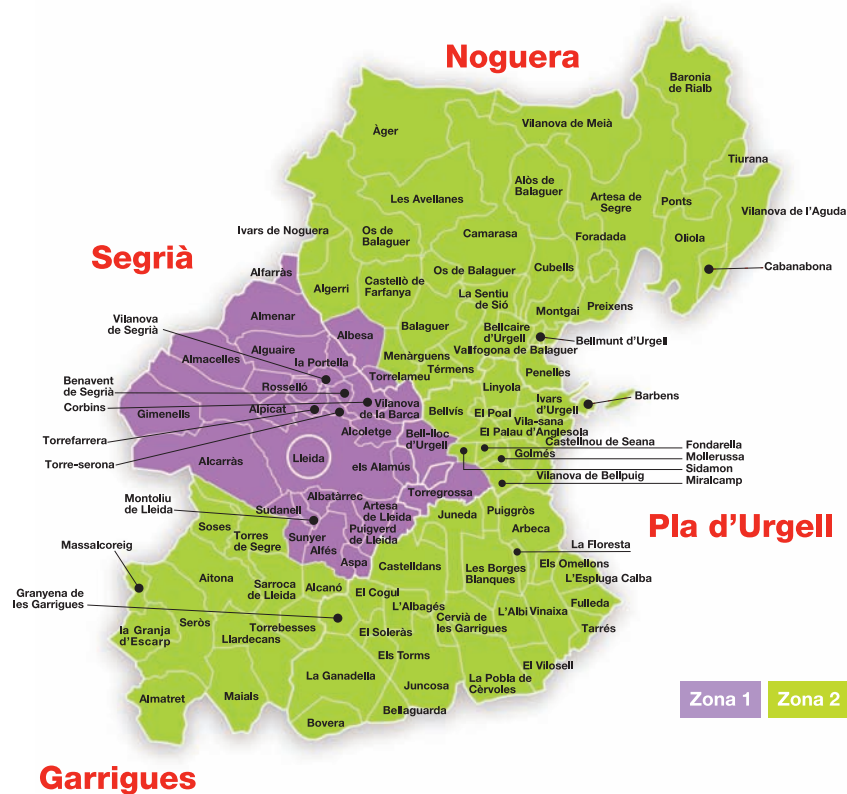 Noguera
Baronia
de Rialb
Vilanova de Meià
Àger
Tiurana
Alòs de
Balaguer
Les Avellanes
Artesa de
Segre
Ponts
Vilanova de l'Aguda
Ivars de Noguera
Os de
Balaguer
Camarasa
Foradada
Oliola
Segrià
Alfarràs
Algerri
Castelló de
Farfanya
Os de Balaguer
Cubells
Cabanabona
La Sentiu
de Sió
Montgai
Preixens
Vilanova
de Segrià
Almenar
Albesa
Balaguer
Bellcaire
d'Urgell
Bellmunt d'Urgell
Almacelles
Alguaire
la Portella
Menàrguens
Vallfogona de Balaguer
Térmens
Penelles
Benavent
de Segrià
Rosselló
Torrelameu
Linyola
Corbins
Gimenells
Alpicat
Vilanova
de la Barca
Bellvís
El Poal
Ivars
d'Urgell
Barbens
Vila-sana
El Palau d'Anglesola
Torrefarrera
Alcoletge
Bell-lloc
d'Urgell
Castellnou de Seana
Fondarella
Golmés
Mollerussa
Torre-serona
Alcarràs
Lleida
els Alamús
Sidamon
Vilanova de Bellpuig
Miralcamp
Montoliu
de Lleida
Albatàrrec
Torregrossa
Sudanell
Artesa
de Lleida
Juneda
Puiggròs
Pla d'Urgell
Soses
Torres
de Segre
Sunyer
Puigverd
de Lleida
Arbeca
Alfés
La Floresta
Massalcoreig
Aspa
Castelldans
Les Borges
Blanques
Els Omellons
L'Espluga Calba
Aitona
Sarroca
de Lleida
Alcanó
El Cogul
Granyena de
les Garrigues
L'Albagés
Cervià de
les Garrigues
L'Albi
Vinaixa
Fulleda
la Granja
d'Escarp
Seròs
Torrebesses
Llardecans
El Soleràs
Tarrés
Els Torms
El Vilosell
Almatret
Maials
La Ganadella
Juncosa
La Pobla de
Cèrvoles
Bovera
Bellaguarda
Zona 1
Zona 2
Garrigues